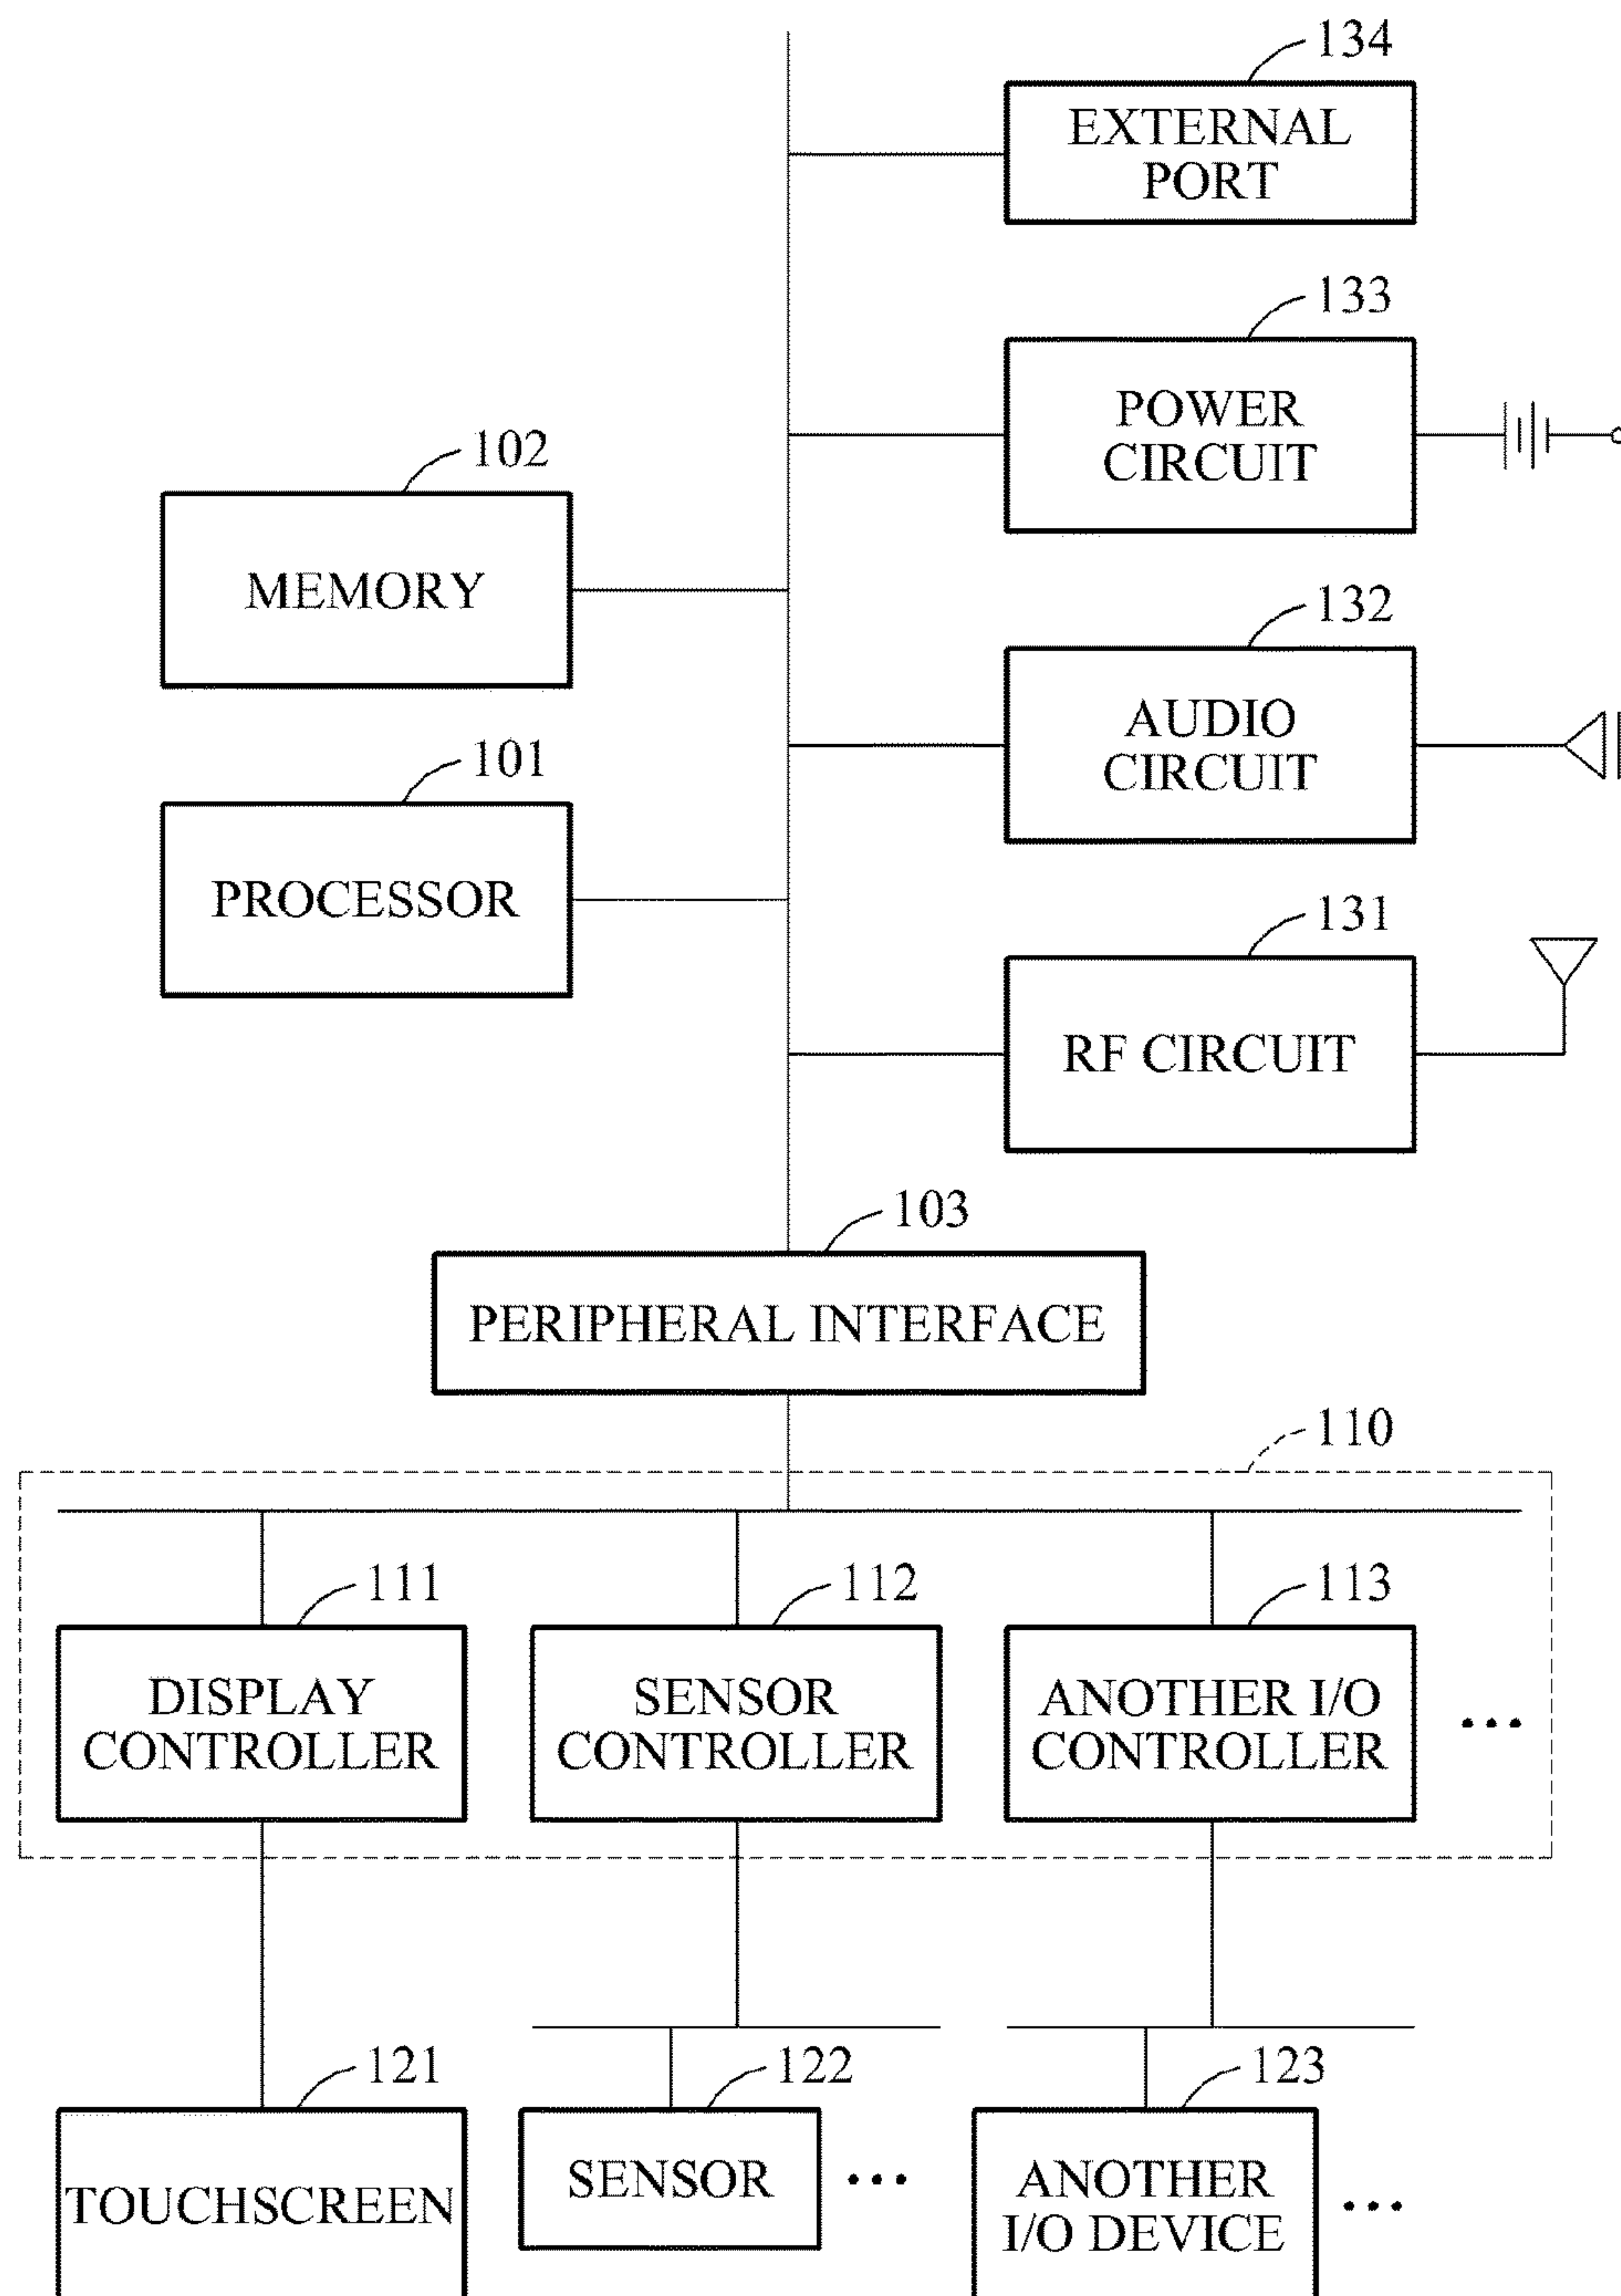 134
EXTERNAL
PORT
133
POWER
CIRCUIT
102
MEMORY
132
AUDIO
CIRCUIT
101
PROCESSOR
131
RF CIRCUIT
103
PERIPHERAL INTERFACE
110
111
112
113
DISPLAY
CONTROLLER
SENSOR
CONTROLLER
ANOTHER I/O
CONTROLLER
...
121
122
123
TOUCHSCREEN
SENSOR
...
ANOTHER
I/O DEVICE
...